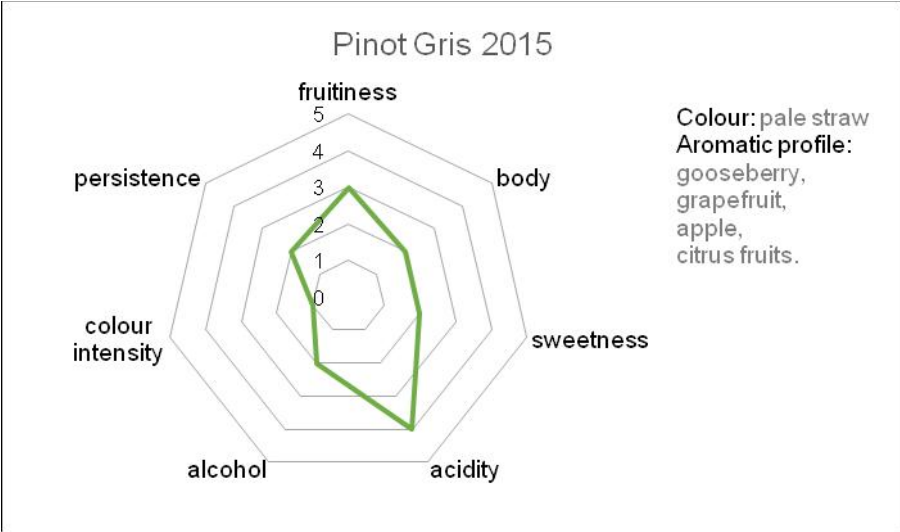 Pinot Gris 2015
fruitiness
5
4
3
2
1
0
persistence
body
colour
intensity
sweetness
alcohol
acidity
Colour: pale straw
Aromatic profile:
gooseberry,
grapefruit,
apple,
citrus fruits.